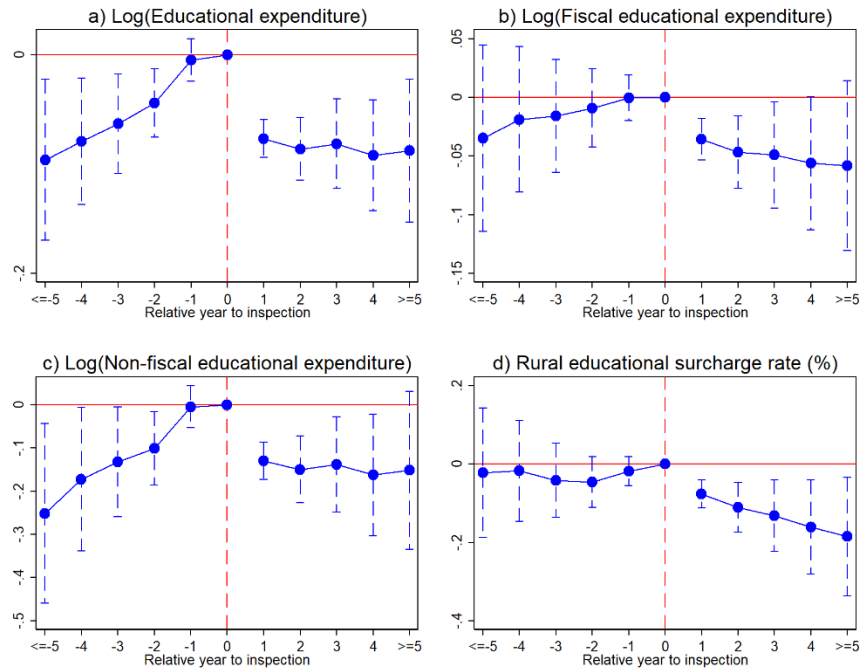 a) Log(Educational expenditure)
0
-.2
<=-5 -4 -3 -2 -1 0 1 2 3 4 >=5
Relative year to inspection
b) Log(Fiscal educational expenditure)
.05
0
-.05
-.1
-.15
<=-5 -4 -3 -2 -1 0 1 2 3 4 >=5
Relative year to inspection
c) Log(Non-fiscal educational expenditure)
0
-.1
-.2
-.3
-.4
-.5
<=-5 -4 -3 -2 -1 0 1 2 3 4 >=5
Relative year to inspection
d) Rural educational surcharge rate (%)
.2
0
-.2
-.4
<=-5 -4 -3 -2 -1 0 1 2 3 4 >=5
Relative year to inspection